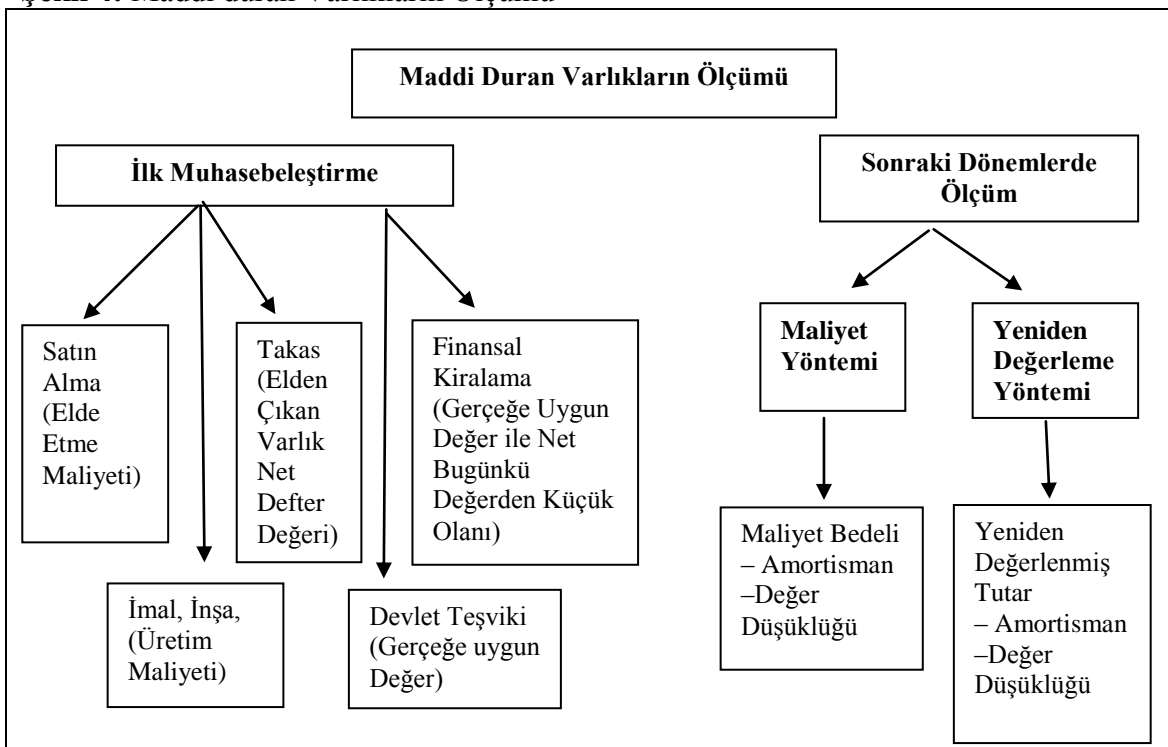 Maddi Duran Varlıkların Ölçümü
İlk Muhasebeleştirme
Sonraki Dönemlerde
Ölçüm
Satın
Alma
(Elde
Etme
Maliyeti)
Takas
(Elden
Çıkan
Varlık
Net
Defter
Değeri)
Finansal
Kiralama
(Gerçeğe Uygun
Değer ile Net
Bugünkü
Değerden Küçük
Olanı)
Maliyet
Yöntemi
Yeniden
Değerleme
Yöntemi
İmal, İnşa,
(Üretim
Maliyeti)
Devlet Teşviki
(Gerçeğe uygun
Değer)
Maliyet Bedeli
– Amortisman
–Değer
Düşüklüğü
Yeniden
Değerlenmiş
Tutar
– Amortisman
–Değer
Düşüklüğü